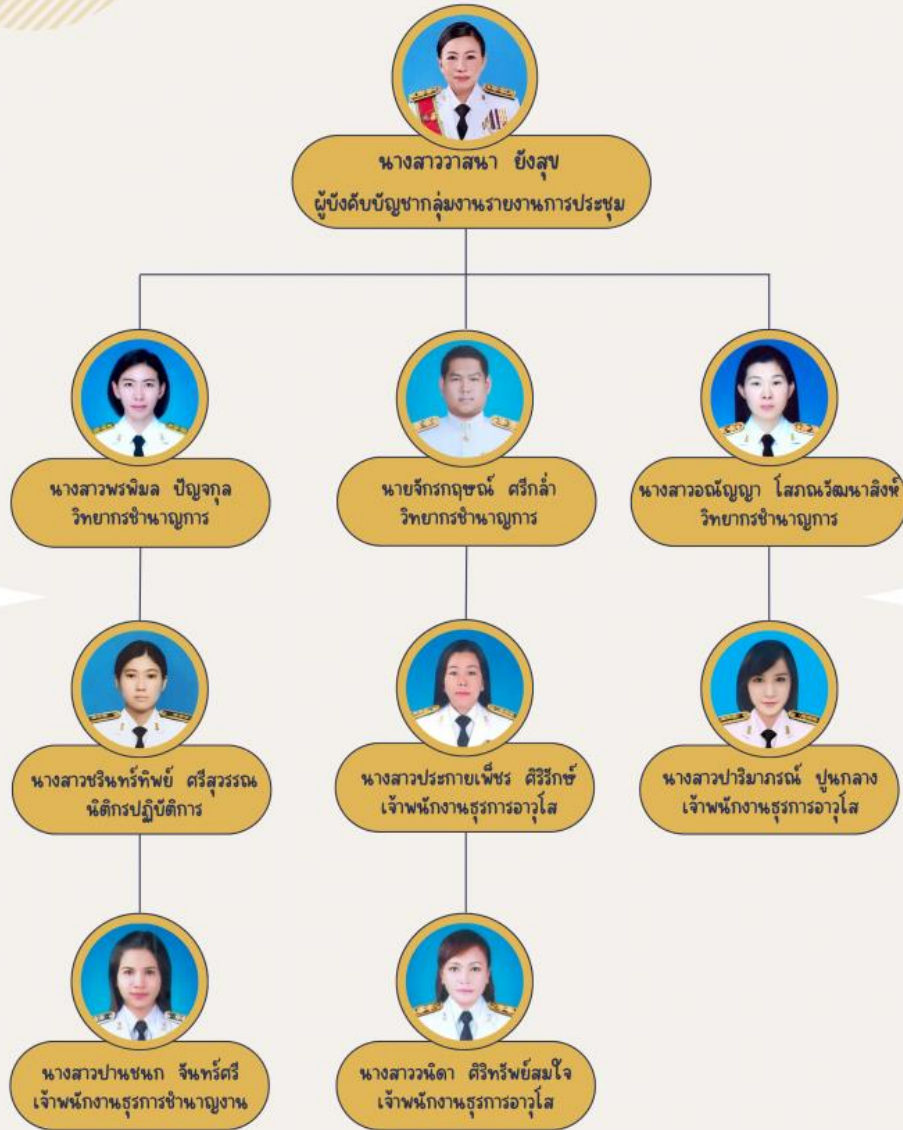 นางสาววาสนา ยังสุข
ผู้บังคับบัญชากลุ่มงานรายงานการประชุม
นางสาวพรพิมล ปัญจกุล
วิทยากรชำนาญการ
นายจักรกฤษณ์ ศรีกล่ำ
วิทยากรชำนาญการ
นางสาวอณัญญา โสภณวัฒนาสิงห์
วิทยากรชำนาญการ
นางสาวชรินทร์ทิพย์ ศรีสุวรรณ
นิติกรปฏิบัติการ
นางสาวประกายเพ็ชร ศิริรักษ์
เจ้าพนักงานธุรการอาวุโส
นางสาวปาริมาภรณ์ ปูนกลาง
เจ้าพนักงานธุรการอาวุโส
นางสาวปานชนก จันทร์ศรี
เจ้าพนักงานธุรการชำนาญงาน
นางสาววนิดา ศิริทรัพย์สมใจ
เจ้าพนักงานธุรการอาวุโส